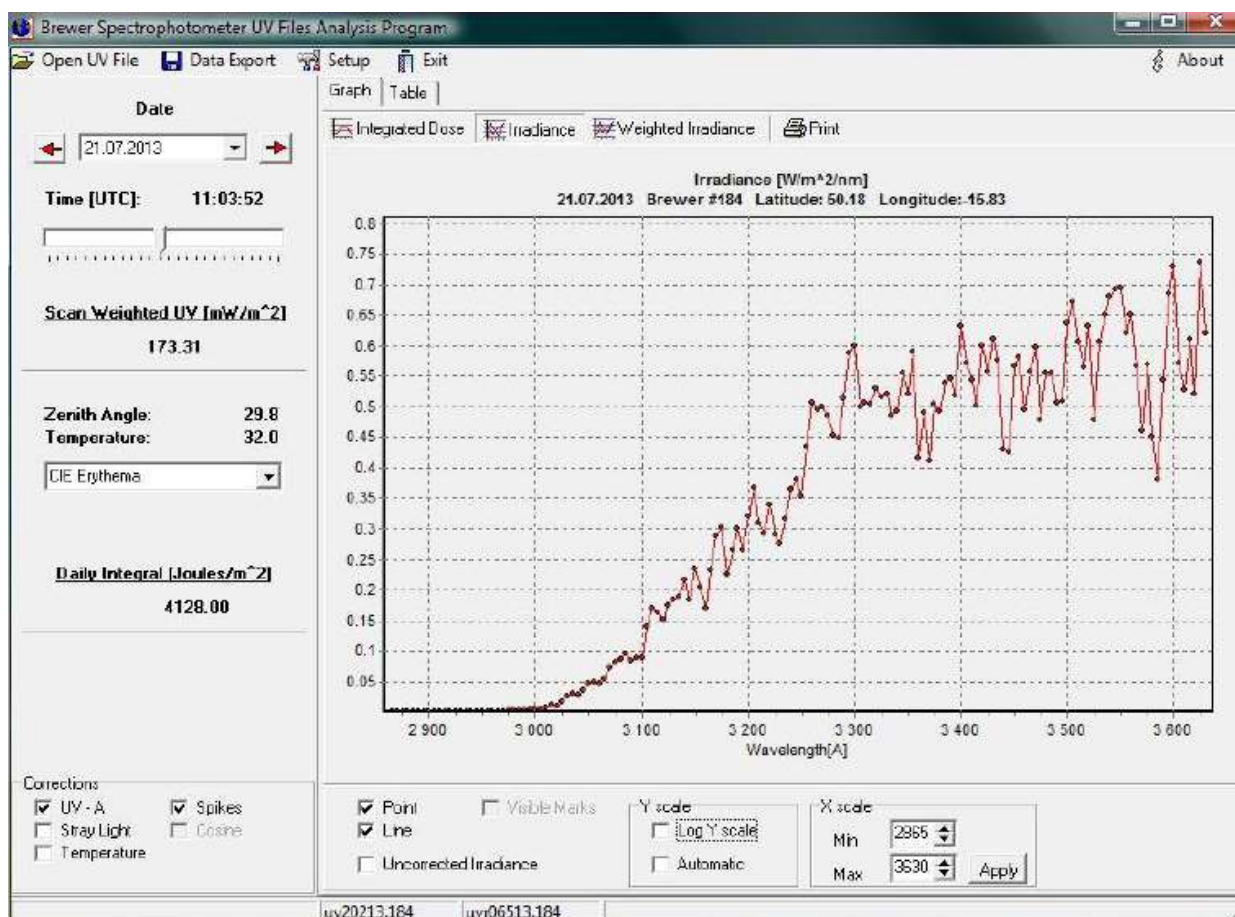 Brewer Spectrophotometer UV Files Analysis Program
Open UV File Data Export Setup Exit About
Graph Table
Date
Integrated Dose Irradiance Weighted Irradiance Print
21.07.2013
Irradiance [W/m^2/nm]
21.07.2013 Brewer #184 Latitude: 50.18 Longitude:-15.83
Time [UTC]: 11:03:52
Scan Weighted UV [mW/m^2]
173.31
Zenith Angle: 29.8
Temperature: 32.0
CIE Erythema
Daily Integral [Joules/m^2]
4128.00
0.8
0.75
0.7
0.65
0.6
0.55
0.5
0.45
0.4
0.35
0.3
0.25
0.2
0.15
0.1
0.05
2 900 3 000 3 100 3 200 3 300 3 400 3 500 3 600
Wavelength[A]
Corrections
UV - A Spikes
Stray Light Cosine
Temperature
Point Visible Marks
Line
Uncorrected Irradiance
Y scale
Log Y scale
Automatic
X scale
Min 2865
Max 3630 Apply
uv20213.184 uvr06513.184